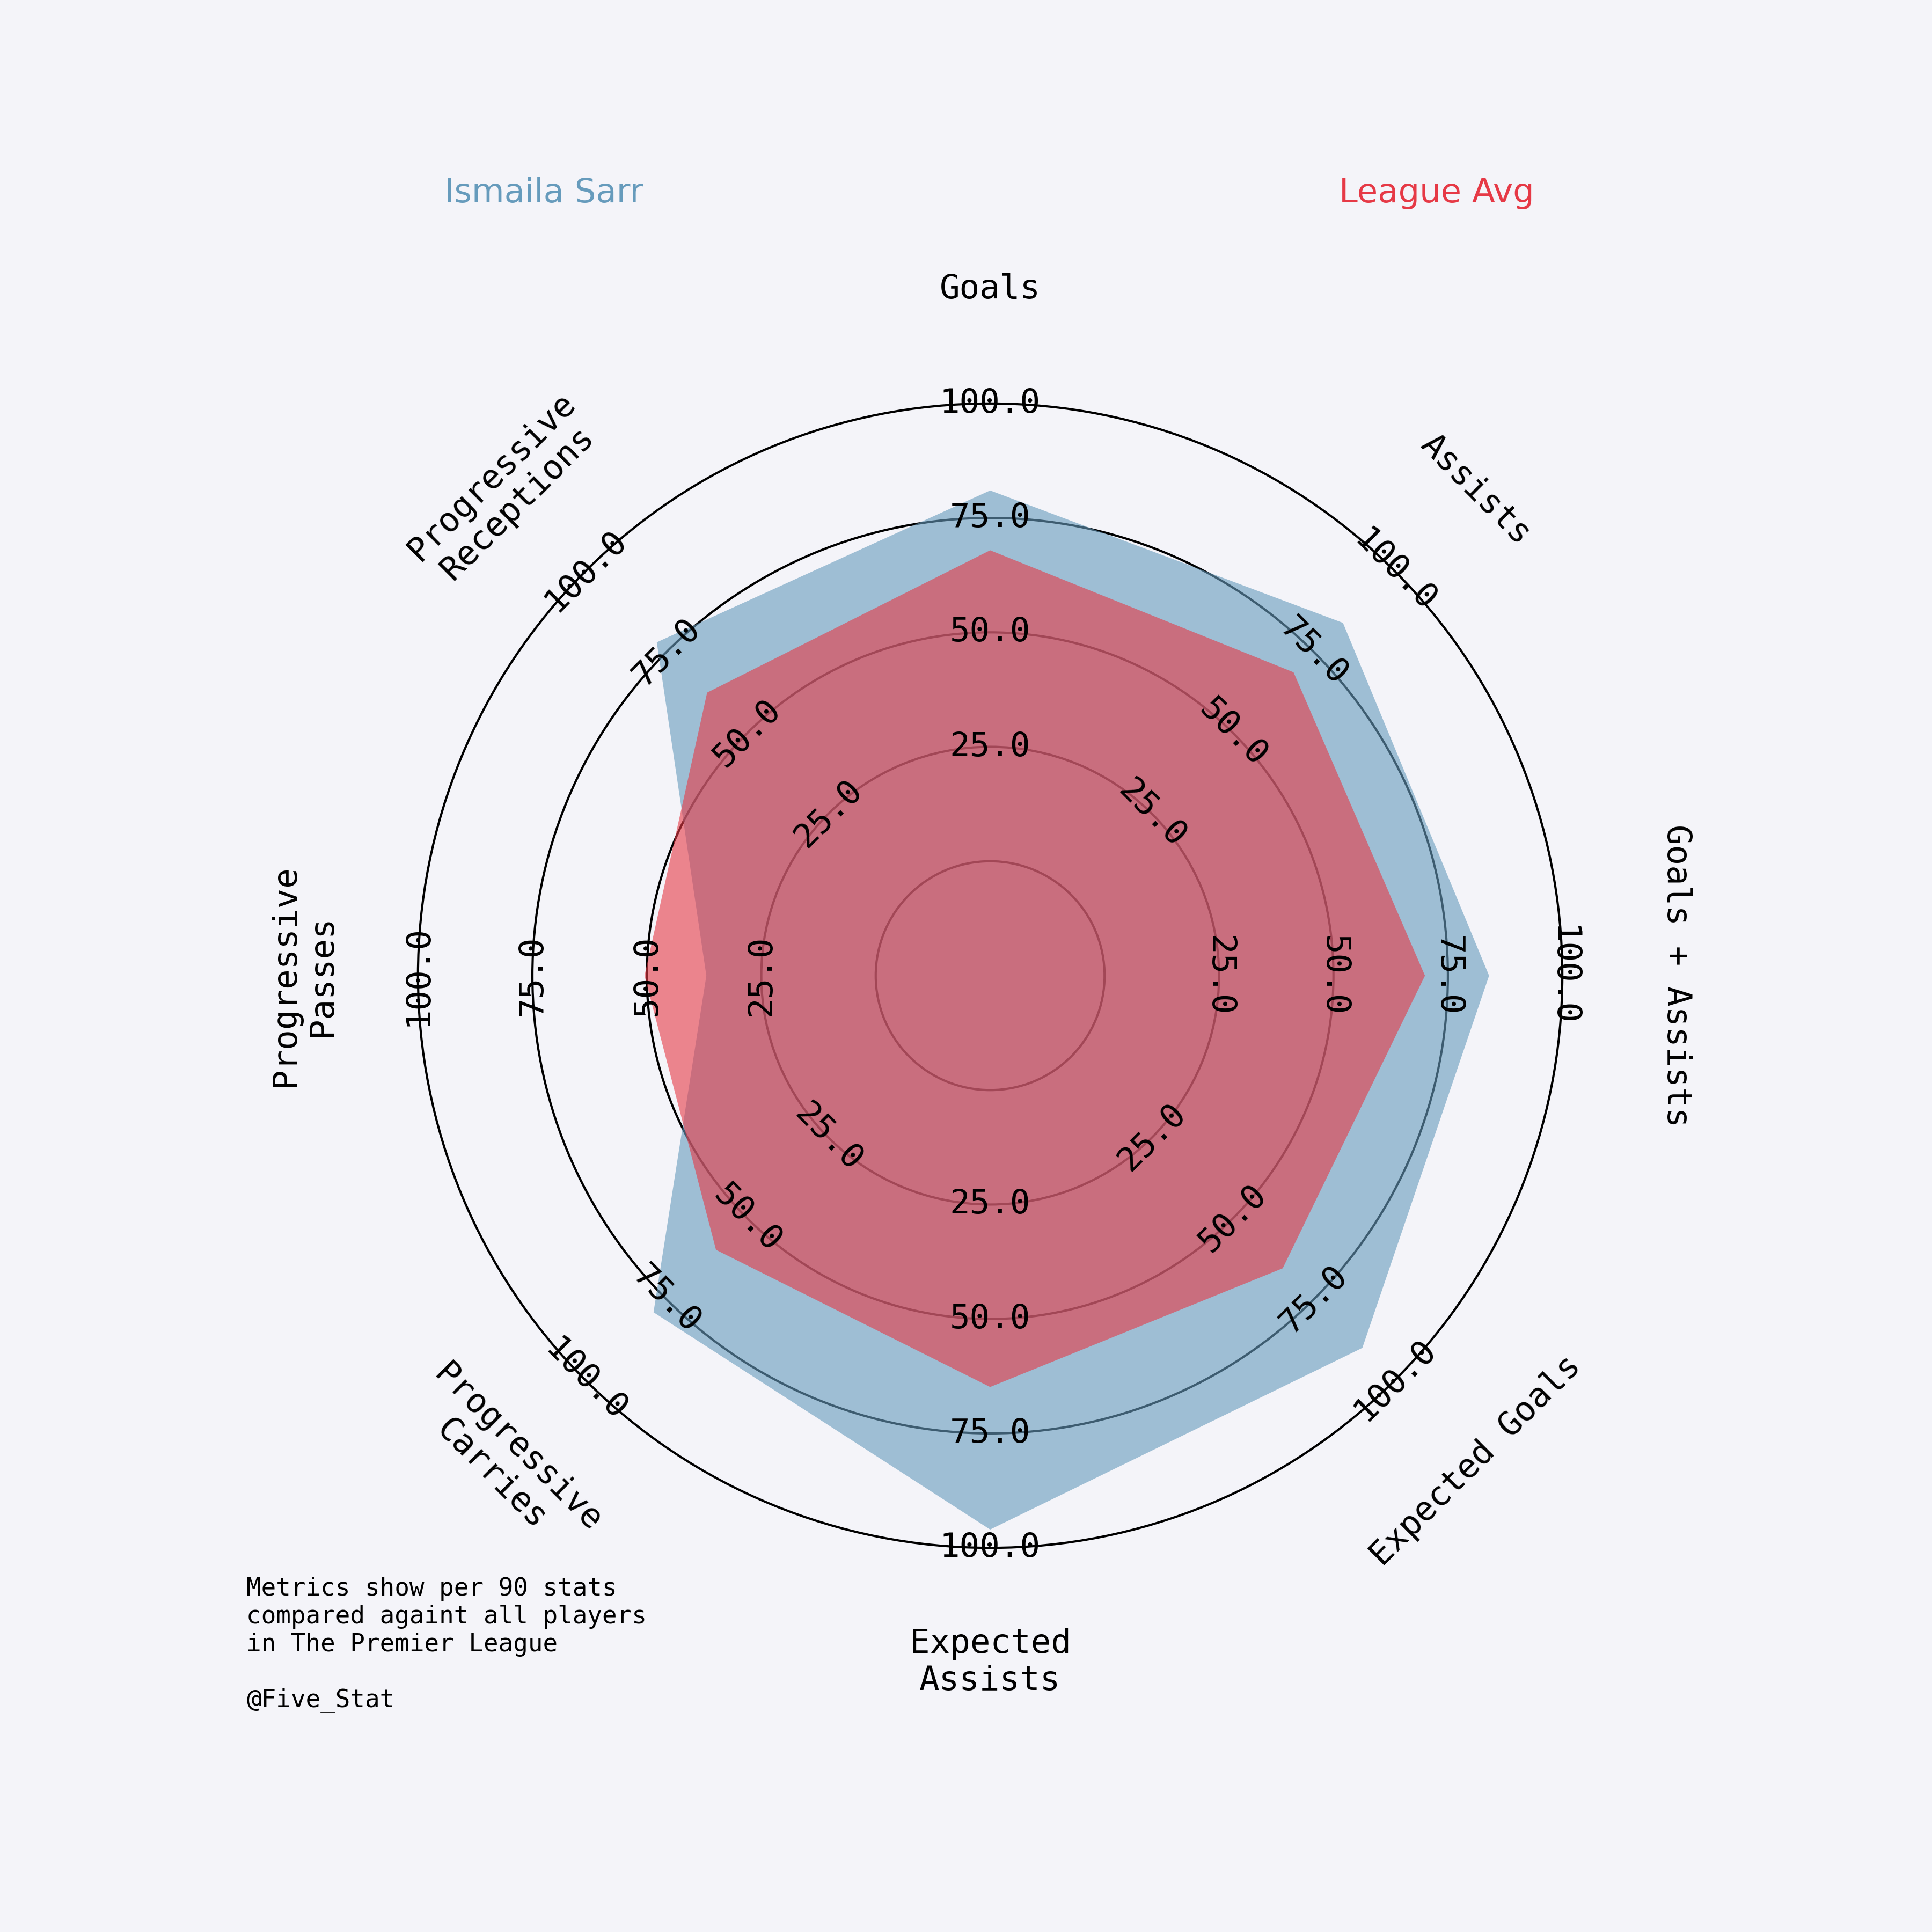 Ismaila Sarr
League Avg
Goals
Assists
Goals + Assists
Expected Goals
Expected
Assists
Progressive
Carries
Progressive
Passes
Progressive
Receptions
25.0
50.0
75.0
100.0
25.0
50.0
75.0
100.0
25.0
50.0
75.0
100.0
25.0
50.0
75.0
100.0
25.0
50.0
75.0
100.0
25.0
50.0
75.0
100.0
25.0
50.0
75.0
100.0
25.0
50.0
75.0
100.0
Metrics show per 90 stats
compared againt all players
in The Premier League
@Five_Stat